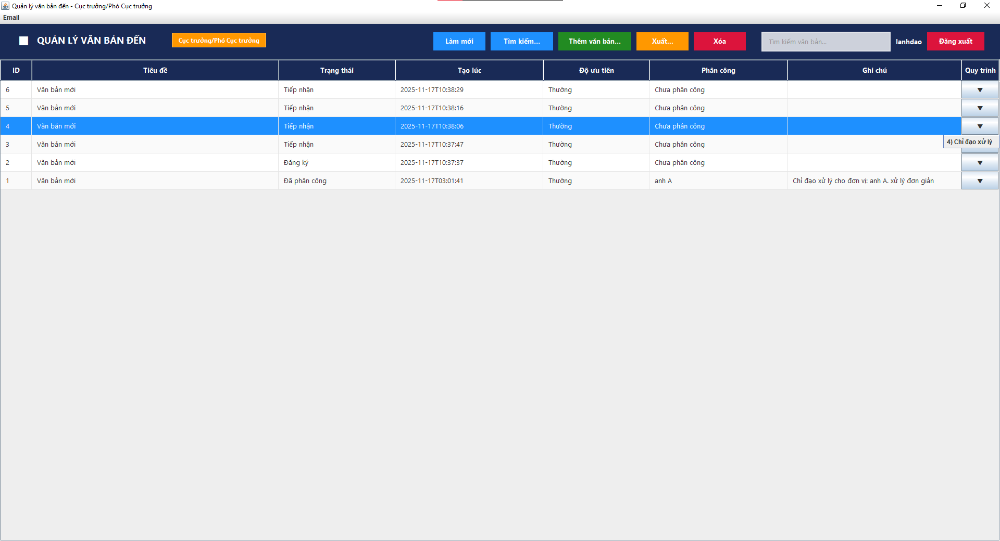 Quản lý văn bản đến - Cục trưởng/Phó Cục trưởng
Email
QUẢN LÝ VĂN BẢN ĐẾN Cục trưởng/Phó Cục trưởng Làm mới Tìm kiếm... Thêm văn bản... Xuất... Xóa Tìm kiếm văn bản... lanhdao Đăng xuất
ID Tiêu đề Trạng thái Tạo lúc Độ ưu tiên Phân công Ghi chú Quy trình
6 Văn bản mới Tiếp nhận 2025-11-17T10:38:29 Thường Chưa phân công ▼
5 Văn bản mới Tiếp nhận 2025-11-17T10:38:16 Thường Chưa phân công ▼
4 Văn bản mới Tiếp nhận 2025-11-17T10:38:06 Thường Chưa phân công ▼
4) Chỉ đạo xử lý
3 Văn bản mới Tiếp nhận 2025-11-17T10:37:47 Thường Chưa phân công
2 Văn bản mới Đăng ký 2025-11-17T10:37:37 Thường Chưa phân công ▼
1 Văn bản mới Đã phân công 2025-11-17T03:01:41 Thường anh A Chỉ đạo xử lý cho đơn vị: anh A. xử lý đơn giản ▼